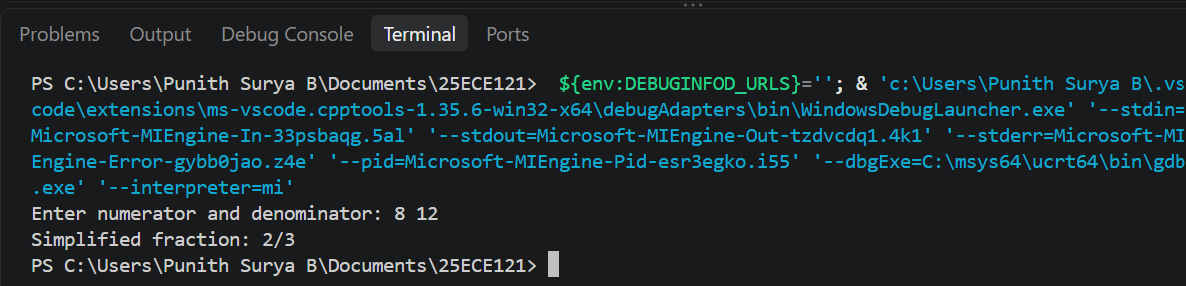 Problems Output Debug Console Terminal Ports
PS C:\Users\Punith Surya B\Documents\25ECE121>  ${env:DEBUGINFOD_URLS}=''; & 'c:\Users\Punith Surya B\.vs
code\extensions\ms-vscode.cpptools-1.35.6-win32-x64\debugAdapters\bin\WindowsDebugLauncher.exe' '--stdin=
Microsoft-MIEngine-In-33psbaqg.5al' '--stdout=Microsoft-MIEngine-Out-tzdvcdq1.4k1' '--stderr=Microsoft-MI
Engine-Error-gybb0jao.z4e' '--pid=Microsoft-MIEngine-Pid-esr3egko.i55' '--dbgExe=C:\msys64\ucrt64\bin\gdb
.exe' '--interpreter=mi'
Enter numerator and denominator: 8 12
Simplified fraction: 2/3
PS C:\Users\Punith Surya B\Documents\25ECE121>